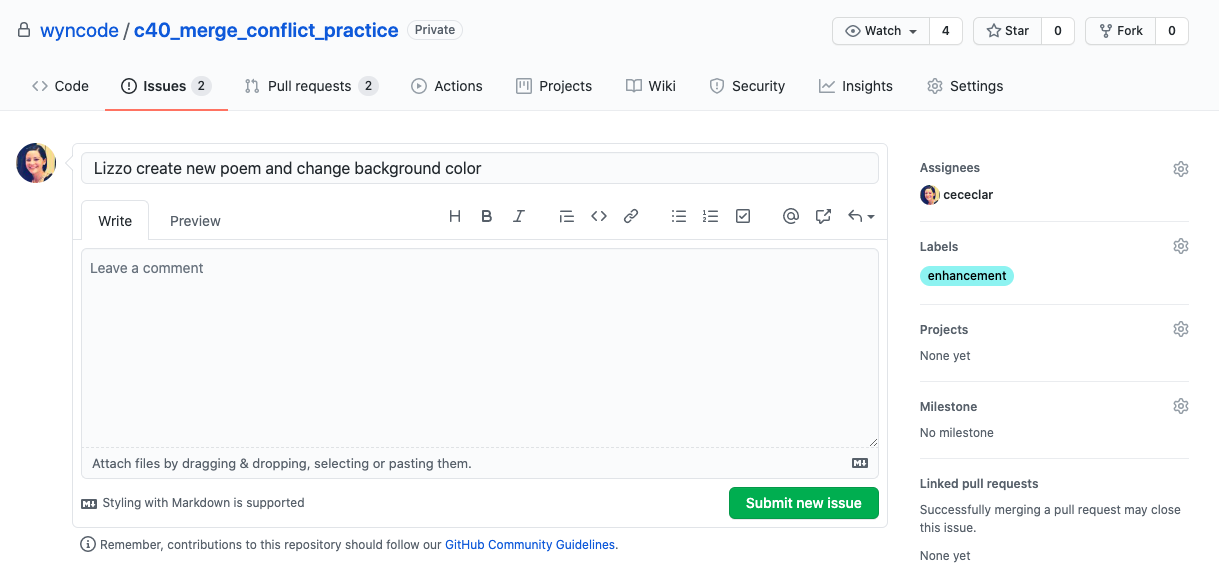 wyncode / c40_merge_conflict_practice Private
Watch 4 Star 0 Fork 0
Code Issues 2 Pull requests 2 Actions Projects Wiki Security Insights Settings
Lizzo create new poem and change background color
Write Preview
Leave a comment
Attach files by dragging & dropping, selecting or pasting them.
Styling with Markdown is supported
Submit new issue
Remember, contributions to this repository should follow our GitHub Community Guidelines.
Assignees
cececlar
Labels
enhancement
Projects
None yet
Milestone
No milestone
Linked pull requests
Successfully merging a pull request may close
this issue.
None yet